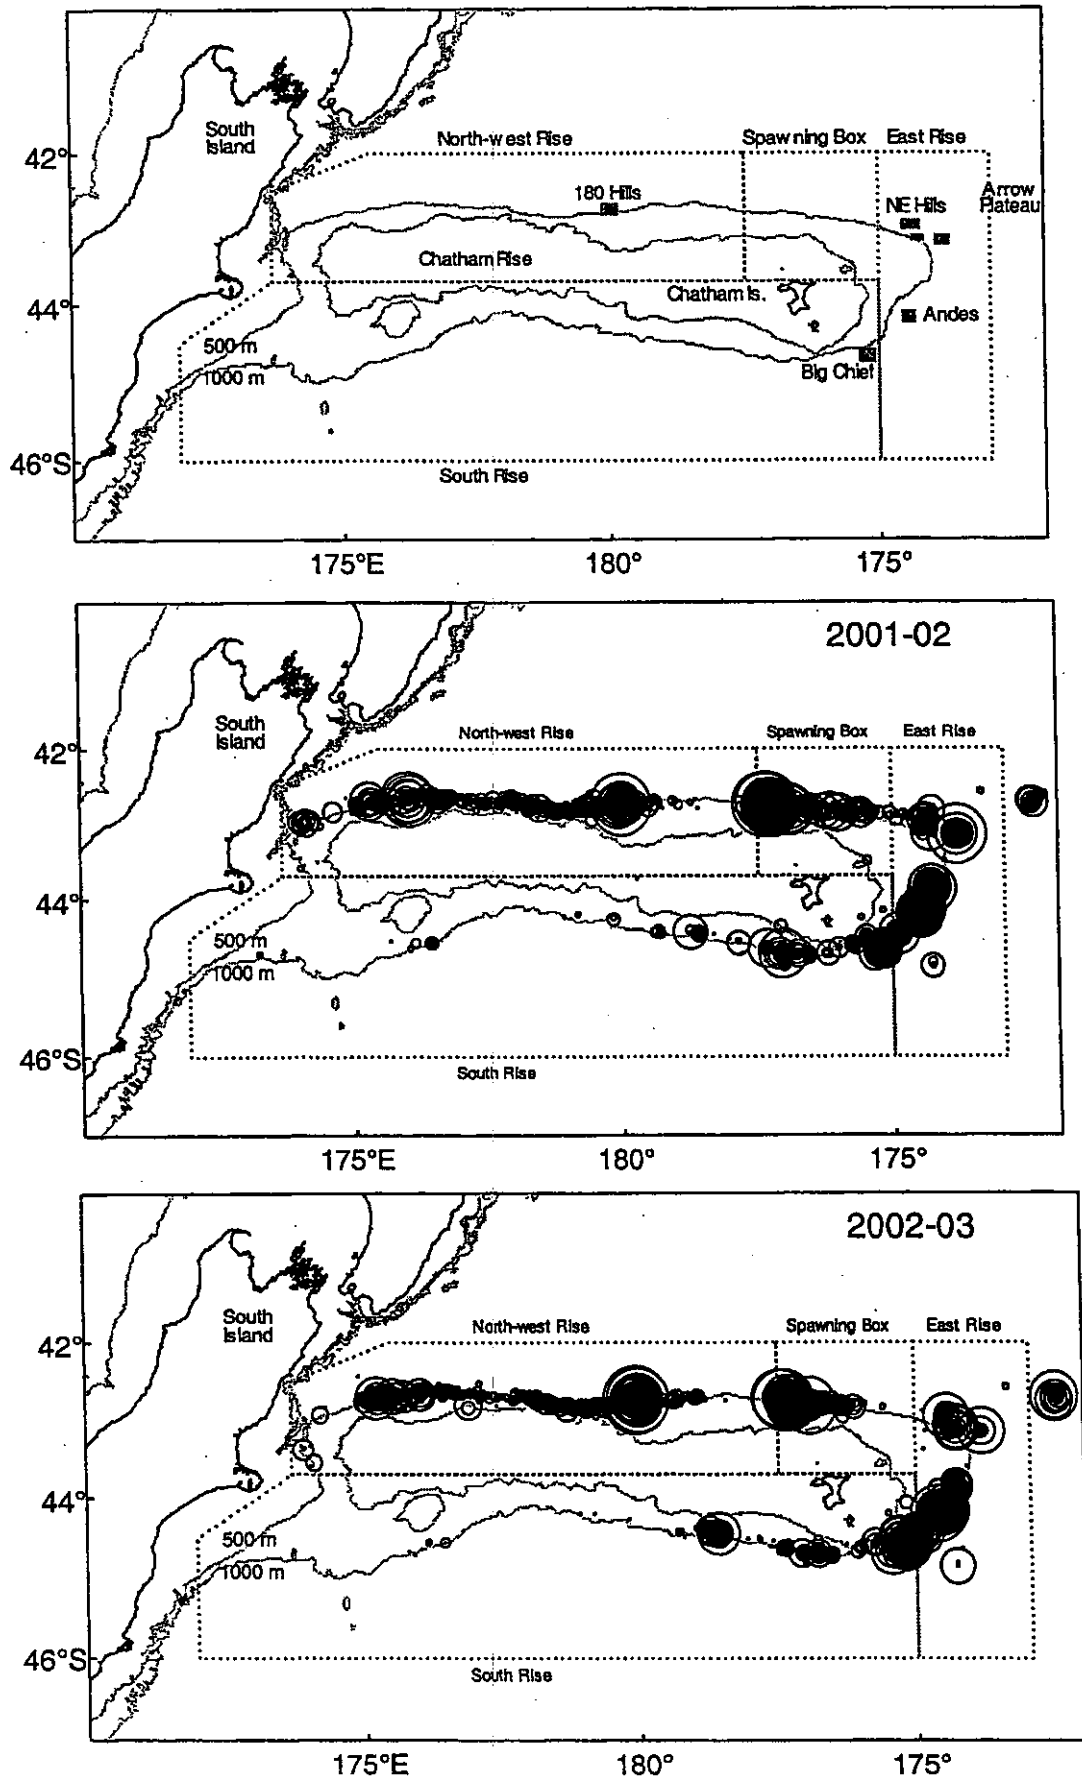 North-west Rise
Spawning Box
East Rise
South
Island
42°
180 Hills
NE Hills
Arrow
Plateau
Chatham Rise
Chatham Is.
44°
Andes
500 m
1000 m
Big Chief
46°S
South Rise
175°E
180°
175°
2001-02
South
Island
North-west Rise
Spawning Box
East Rise
42°
44°
500 m
1000 m
46°S
South Rise
175°E
180°
175°
2002-03
South
Island
North-west Rise
Spawning Box
East Rise
42°
44°
500 m
1000 m
46°S
South Rise
175°E
180°
175°